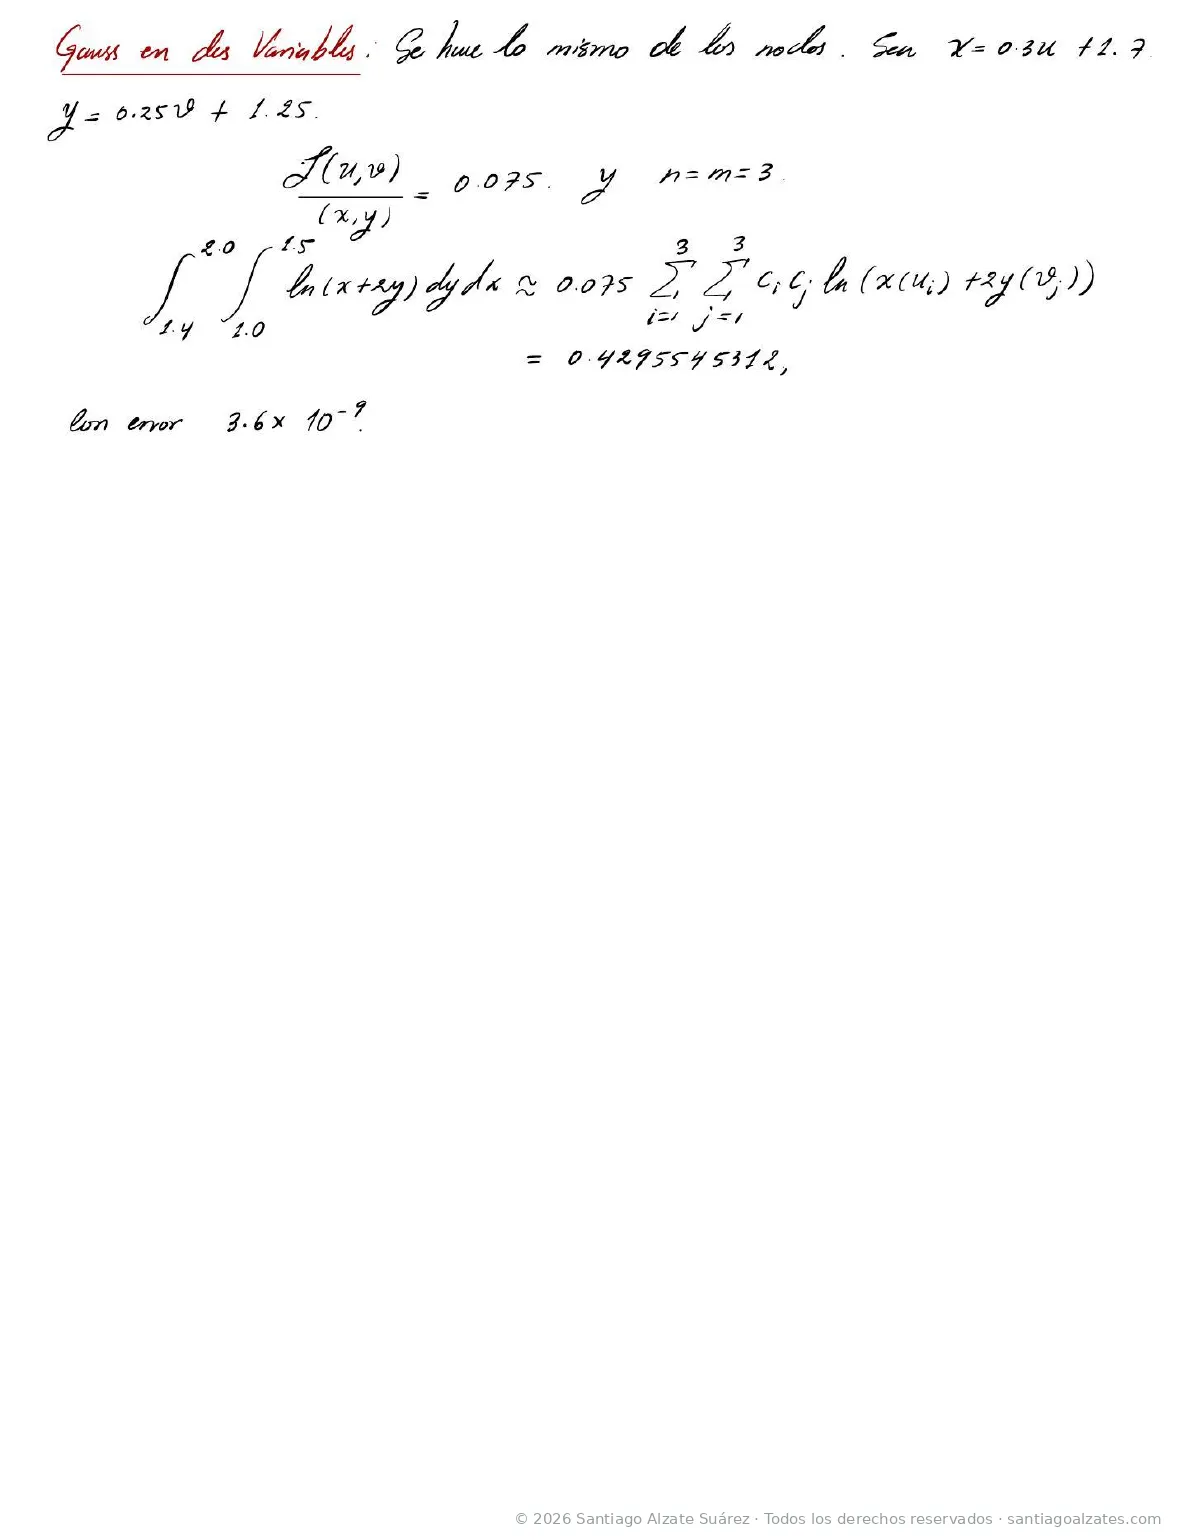 Gauss en dos Variables: Se hace lo mismo de los nodos. Sea x = 0.3u + 1.7
y = 0.25v + 1.25.
J(u,v)/(x,y) = 0.075. y n=m=3.
∫_{1.4}^{2.0} ∫_{1.0}^{1.5} ln(x+2y) dy dx ≈ 0.075 Σ_{i=1}^{3} Σ_{j=1}^{3} c_i c_j ln(x(u_i) + 2y(v_j))
= 0.4295545312,
Con error 3.6 x 10^{-9}.
© 2026 Santiago Alzate Suárez · Todos los derechos reservados · santiagoalzates.com